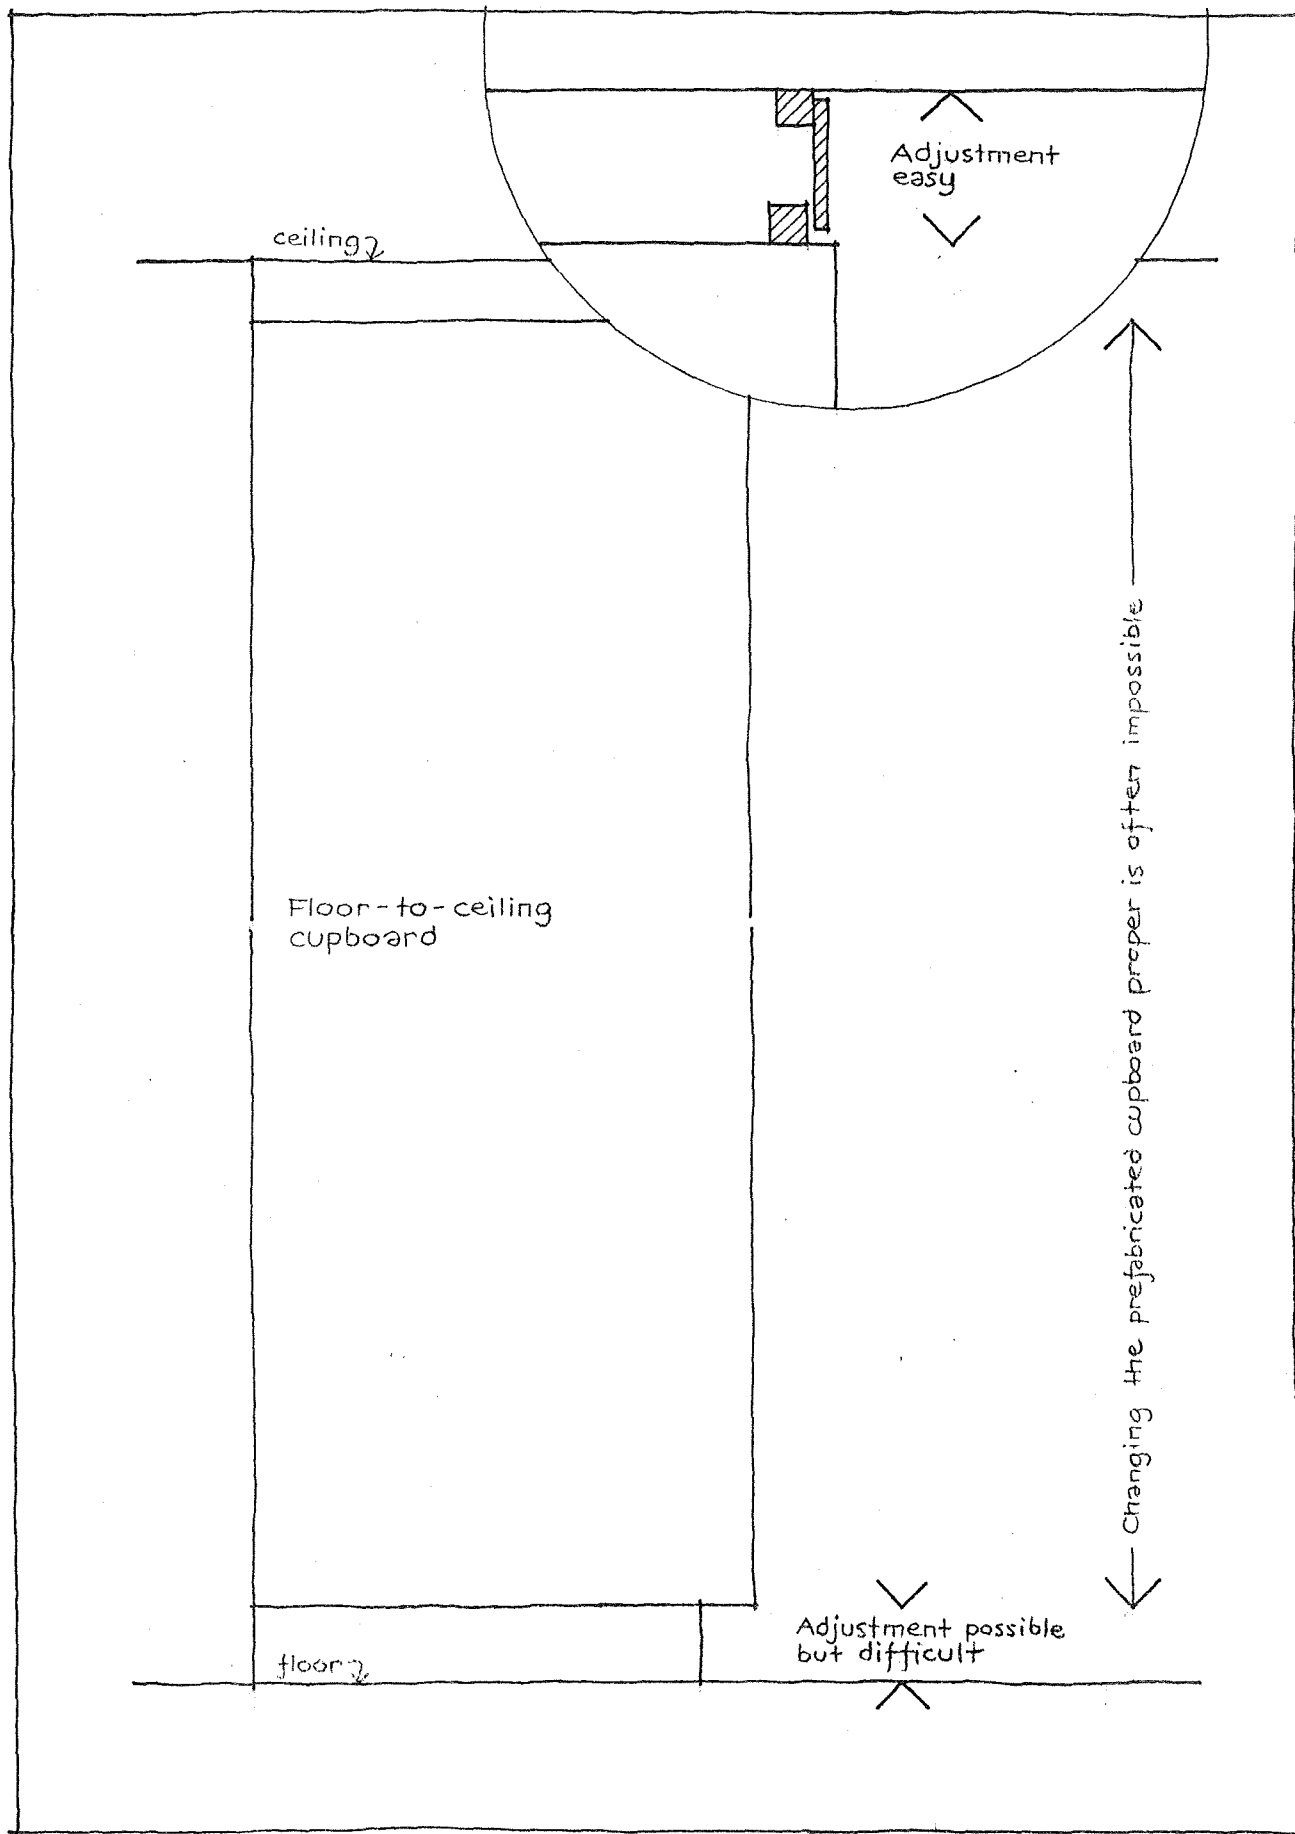 Adjustment
easy
ceiling
Floor-to-ceiling
cupboard
Changing the prefabricated cupboard proper is often impossible
Adjustment possible
but difficult
floor